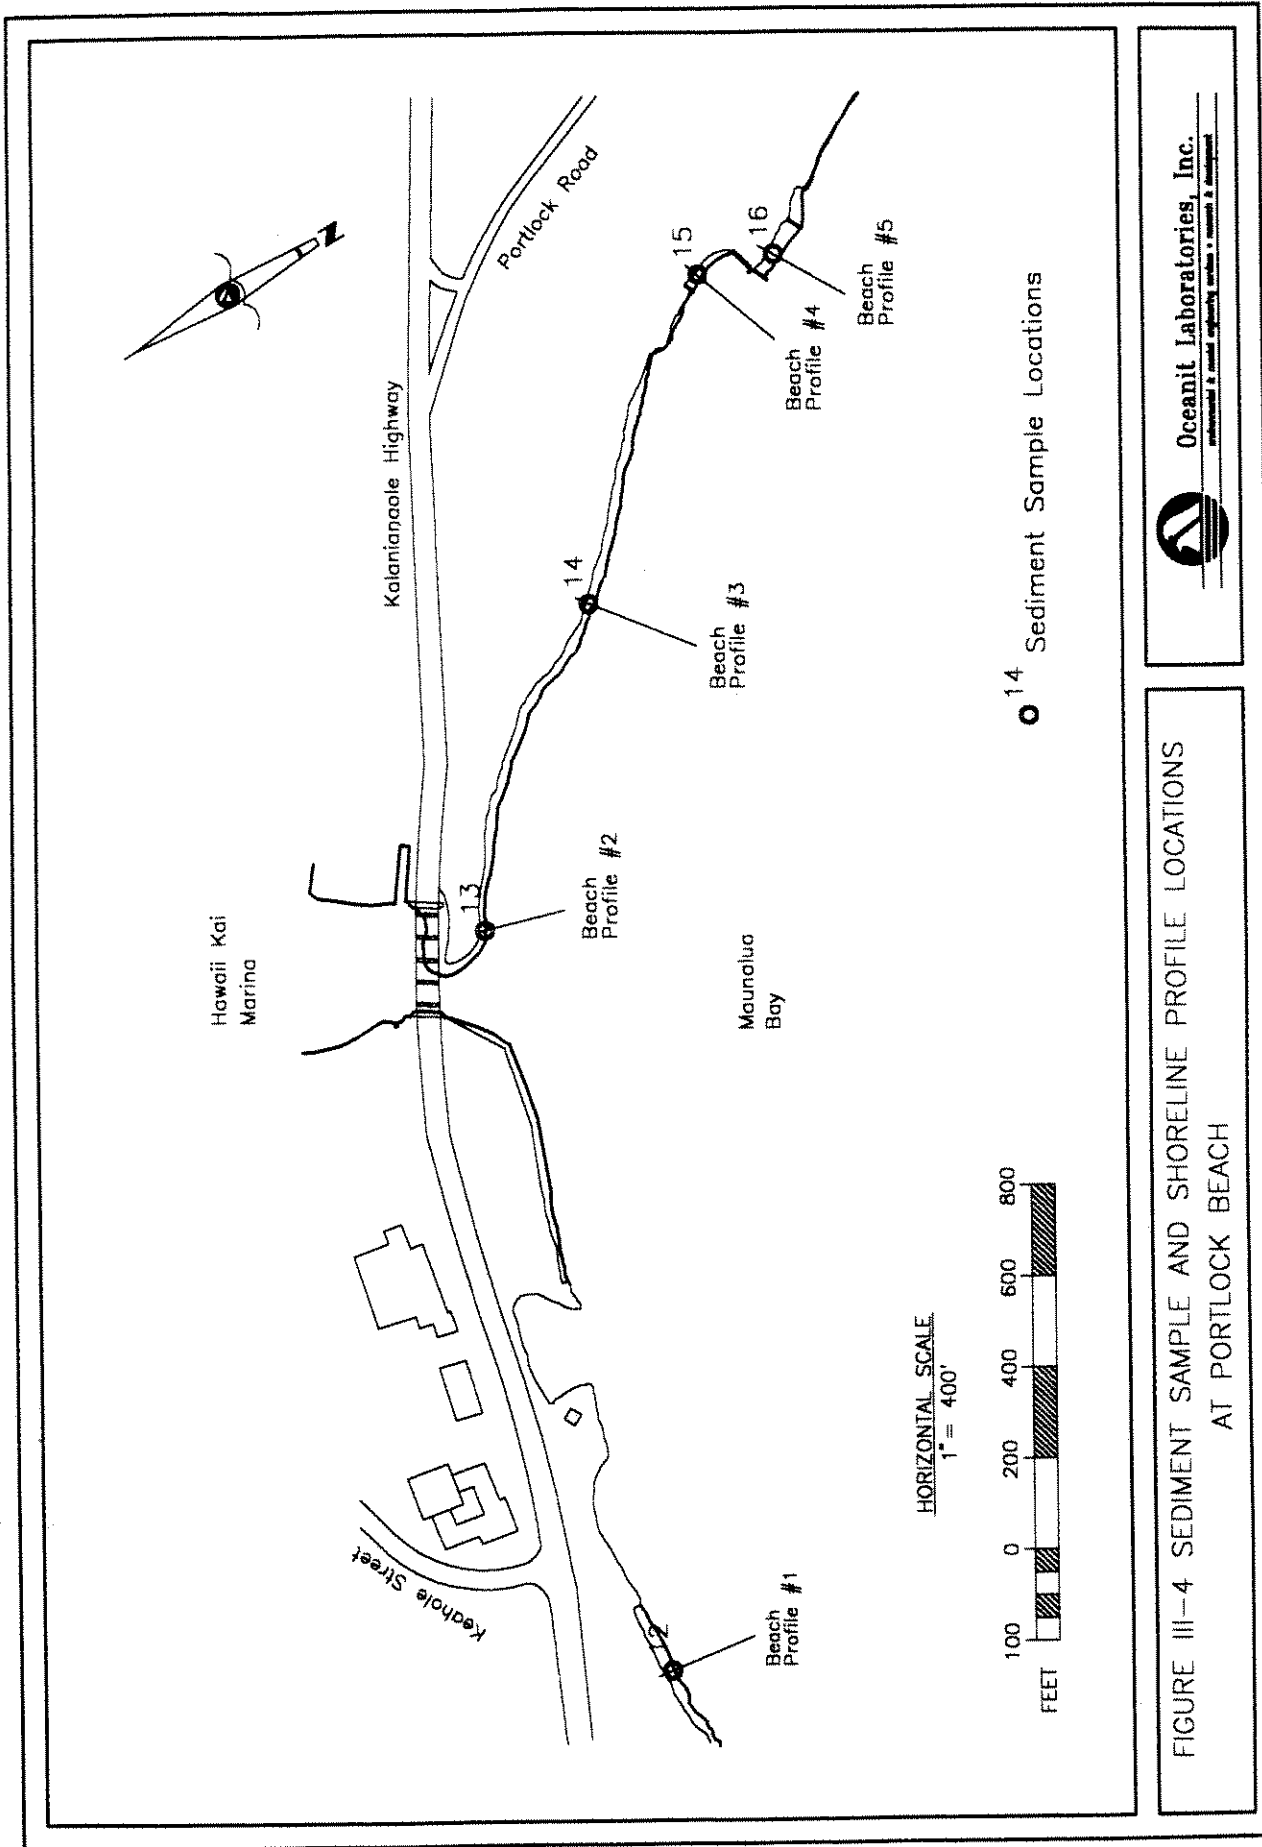 Hawaii Kai
Marina
Kalanianaole Highway
Portlock Road
N
Keahole Street
12
13
14
15
16
Beach
Profile #1
Beach
Profile #2
Beach
Profile #3
Beach
Profile #4
Beach
Profile #5
Maunalua
Bay
HORIZONTAL SCALE
1"= 400'
100 0 200 400 600 800
FEET
14 Sediment Sample Locations
FIGURE III-4 SEDIMENT SAMPLE AND SHORELINE PROFILE LOCATIONS
AT PORTLOCK BEACH
Oceanit Laboratories, Inc.